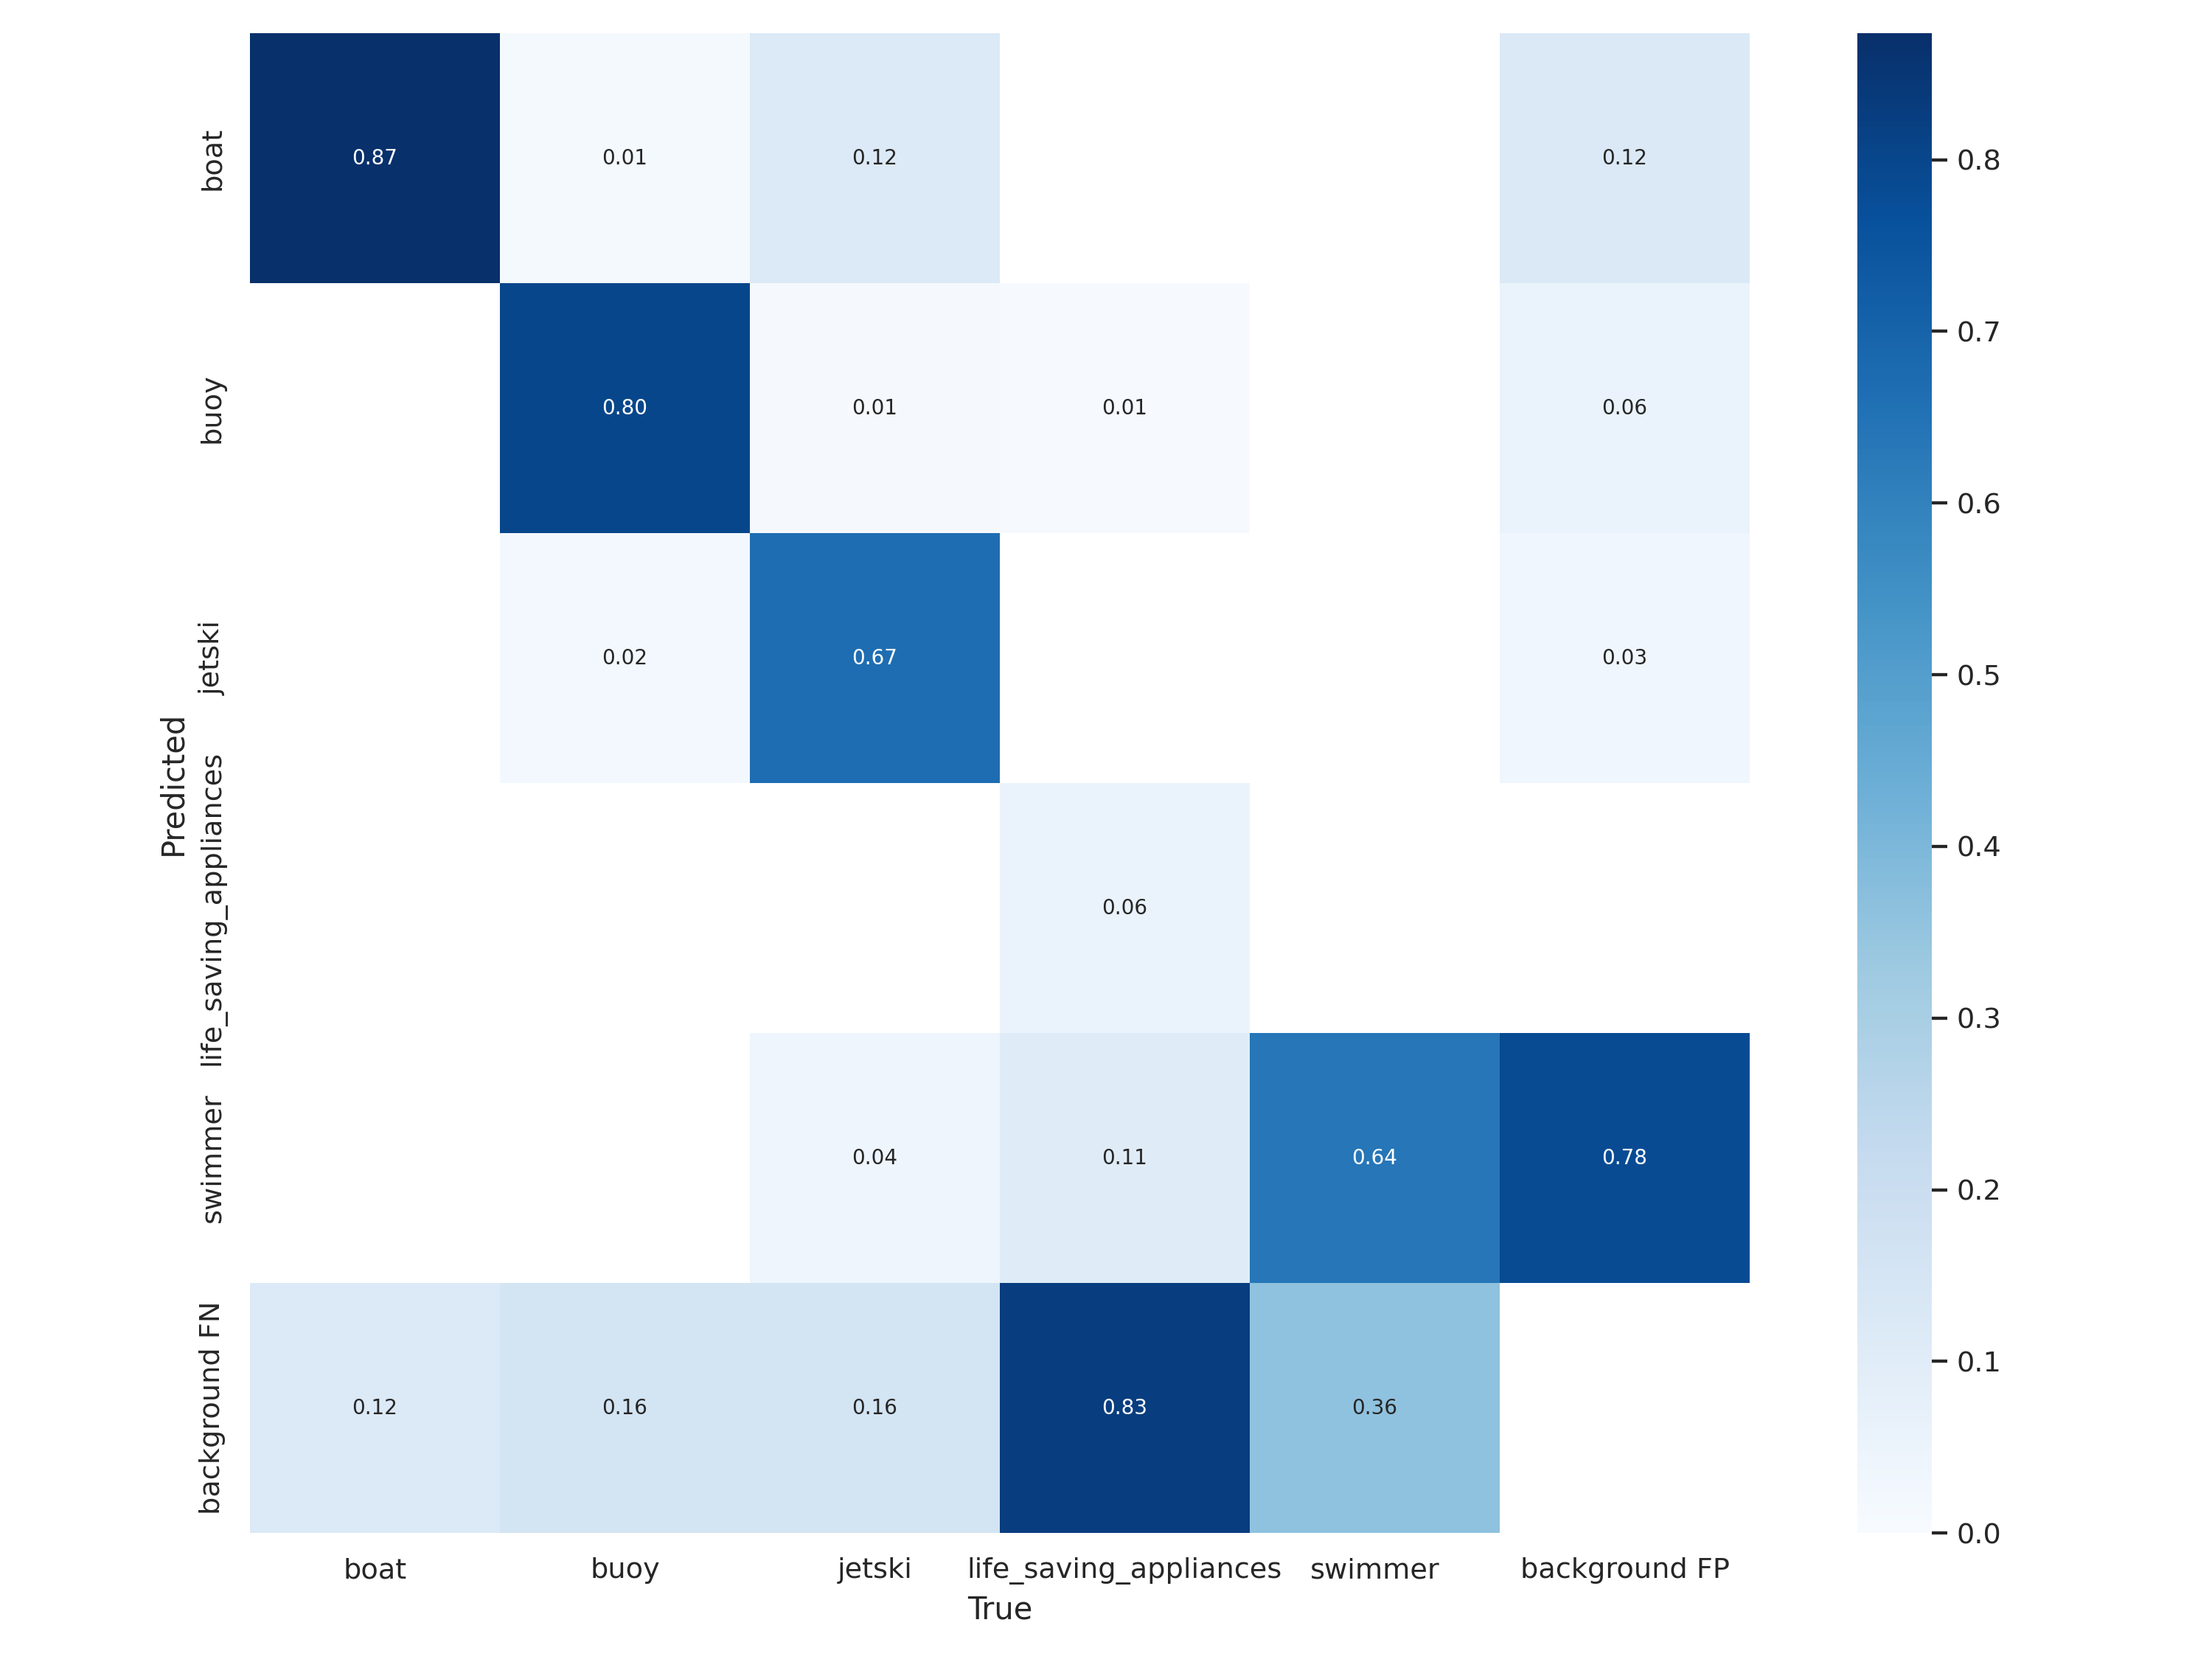 boat 0.87 0.01 0.12 0.12
buoy 0.80 0.01 0.01 0.06
jetski 0.02 0.67 0.03
life_saving_appliances 0.06
swimmer 0.04 0.11 0.64 0.78
background FN 0.12 0.16 0.16 0.83 0.36
Predicted
boat buoy jetski life_saving_appliances swimmer background FP
True
0.8
0.7
0.6
0.5
0.4
0.3
0.2
0.1
0.0